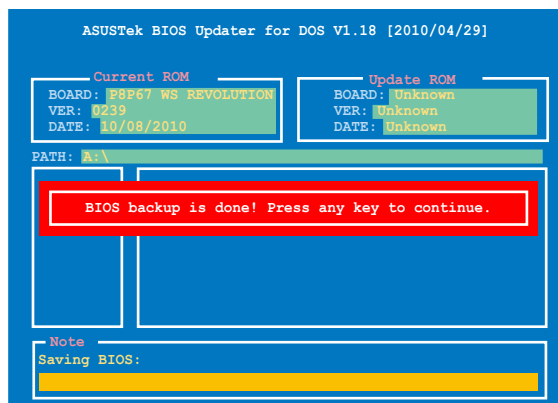 ASUSTek BIOS Updater for DOS V1.18 [2010/04/29]
Current ROM
BOARD: P8P67 WS REVOLUTION
VER: 0239
DATE: 10/08/2010
Update ROM
BOARD: Unknown
VER: Unknown
DATE: Unknown
PATH: A:\
BIOS backup is done! Press any key to continue.
Note
Saving BIOS: